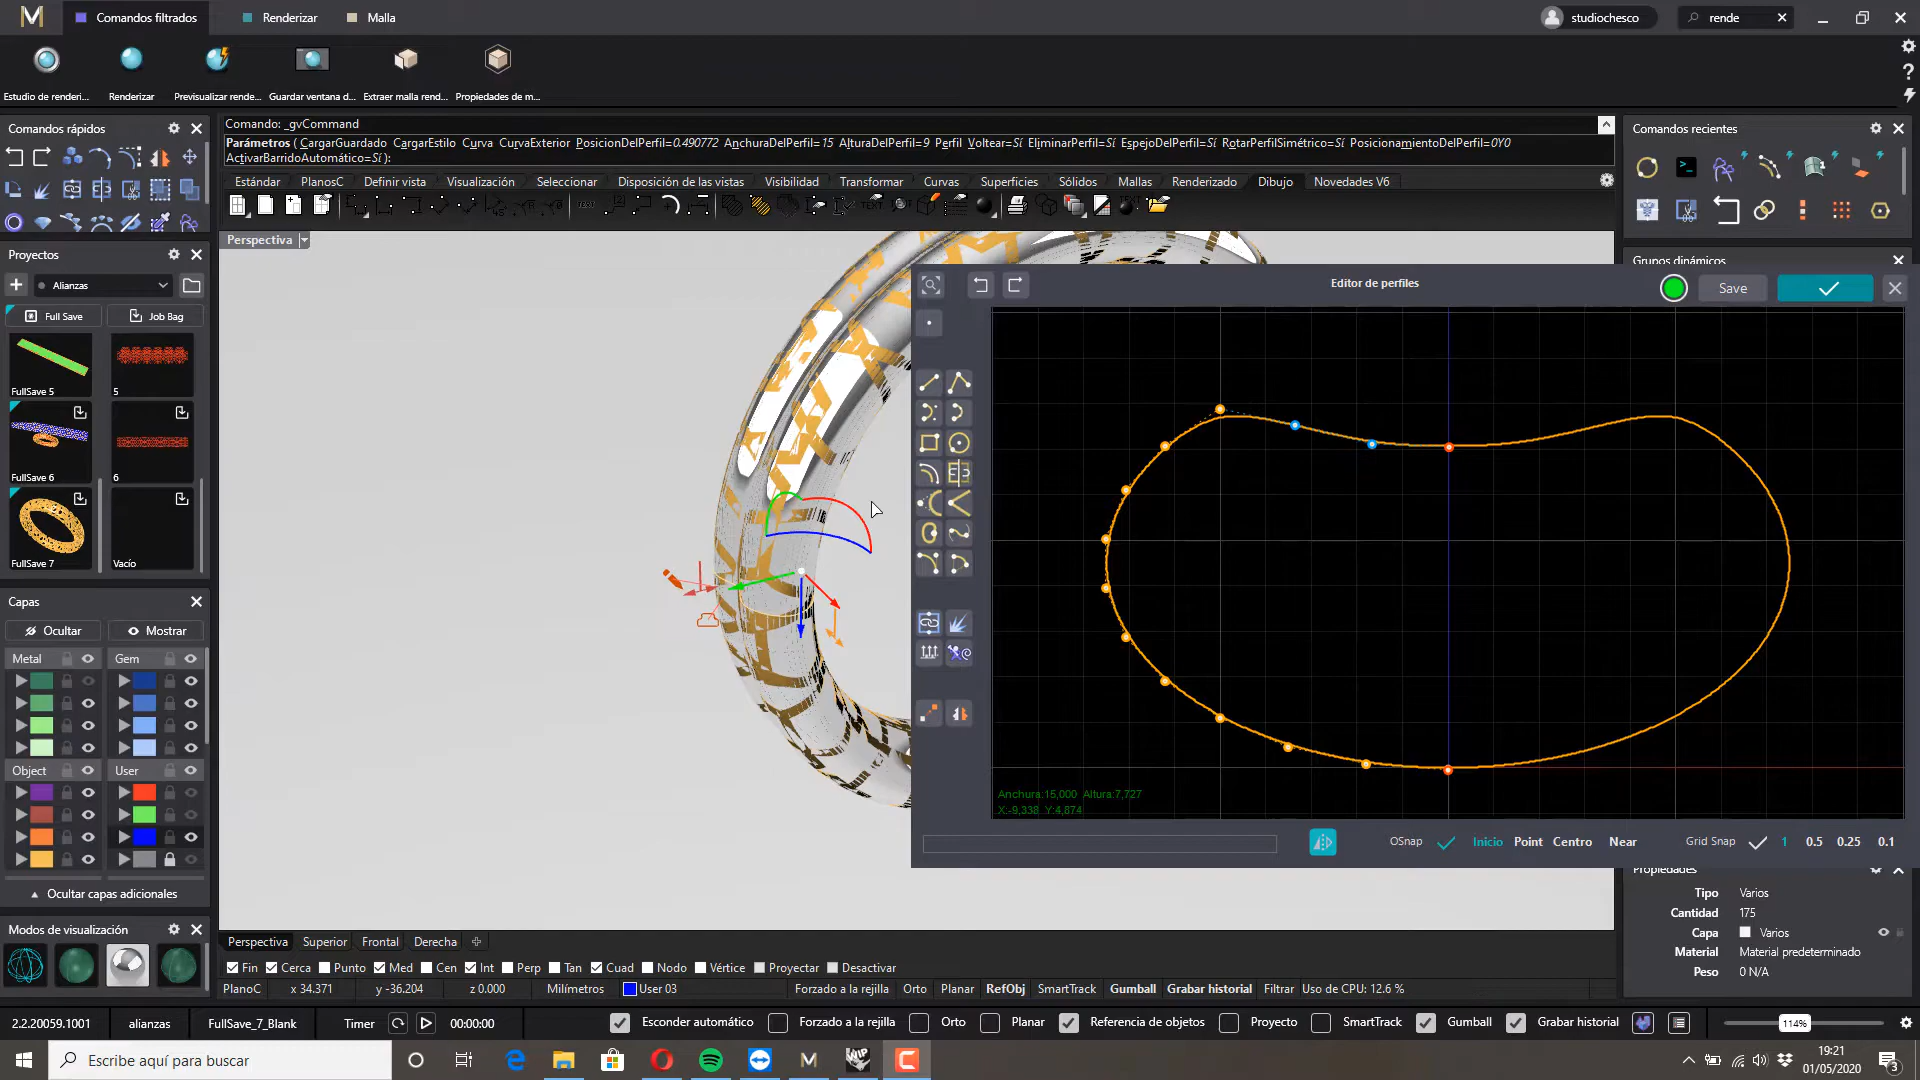 M
Comandos filtrados
Renderizar
Malla
studiochesco
rende
Estudio de renderi...
Renderizar
Previsualizar rende...
Guardar ventana d...
Extraer malla rend...
Propiedades de m...
Comandos rápidos
Comando: _gvCommand
Parámetros ( CargarGuardado CargarEstilo Curva CurvaExterior PosicionDelPerfil=0.490772 AnchuraDelPerfil=15 AlturaDelPerfil=9 Perfil Voltear=Sí EliminarPerfil=Sí EspejoDelPerfil=Sí RotarPerfilSimétrico=Sí PosicionamientoDelPerfil=0Y0
ActivarBarridoAutomático=Sí ):
Comandos recientes
Estándar PlanosC Definir vista Visualización Seleccionar Disposición de las vistas Visibilidad Transformar Curvas Superficies Sólidos Mallas Renderizado Dibujo Novedades V6
Perspectiva
Proyectos
Alianzas
Full Save
Job Bag
FullSave 5
5
FullSave 6
6
FullSave 7
Vacío
Grupos dinámicos
Editor de perfiles
Save
Anchura:15,000 Altura:7,727
X:-9,338 Y:4,874
OSnap Inicio Point Centro Near
Grid Snap 1 0.5 0.25 0.1
Capas
Ocultar
Mostrar
Metal
Gem
Object
User
Ocultar capas adicionales
Modos de visualización
Propiedades
Tipo Varios
Cantidad 175
Capa Varios
Material Material predeterminado
Peso 0 N/A
Perspectiva Superior Frontal Derecha
Fin Cerca Punto Med Cen Int Perp Tan Cuad Nodo Vértice Proyectar Desactivar
PlanoC x 34.371 y -36.204 z 0.000 Milímetros User 03 Forzado a la rejilla Orto Planar RefObj SmartTrack Gumball Grabar historial Filtrar Uso de CPU: 12.6 %
2.2.20059.1001 alianzas FullSave_7_Blank Timer 00:00:00 Esconder automático Forzado a la rejilla Orto Planar Referencia de objetos Proyecto SmartTrack Gumball Grabar historial 114%
Escribe aquí para buscar
19:21
01/05/2020
3